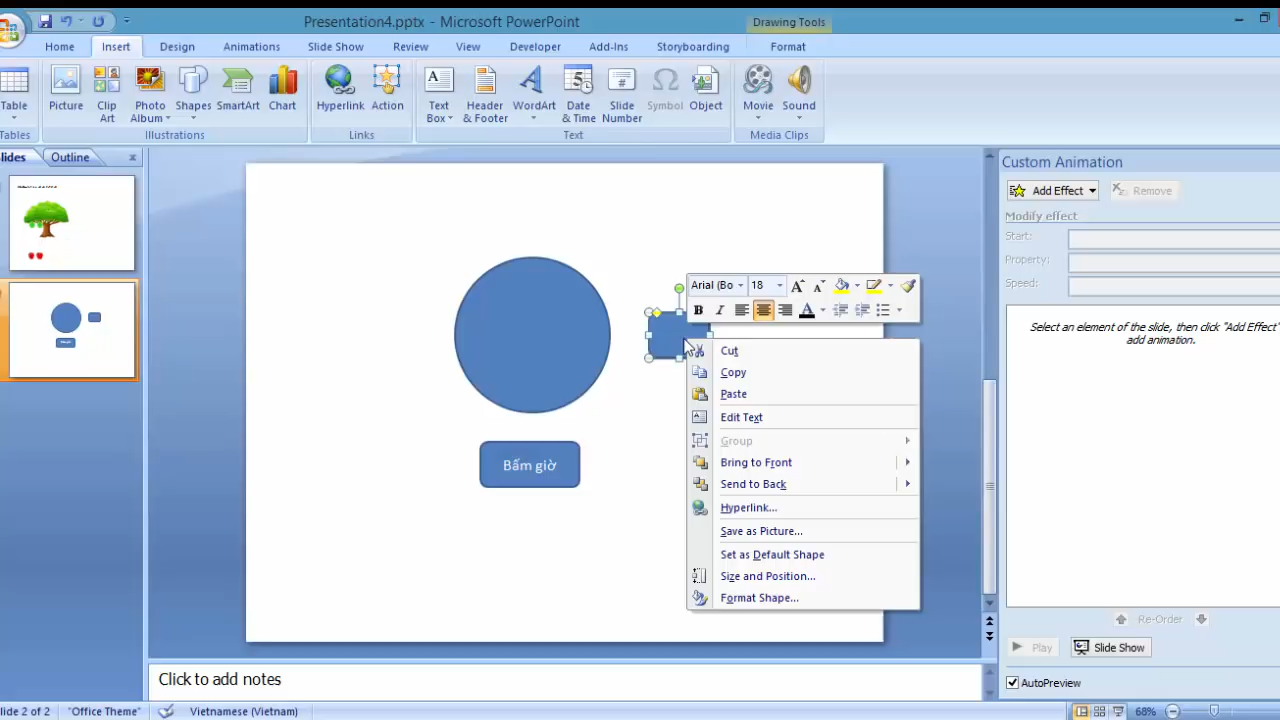 Presentation4.pptx - Microsoft PowerPoint
Drawing Tools
Home Insert Design Animations Slide Show Review View Developer Add-Ins Storyboarding Format
Table Picture Clip Art Photo Album Shapes SmartArt Chart Hyperlink Action Text Box Header & Footer WordArt Date & Time Slide Number Symbol Object Movie Sound
Tables Illustrations Links Text Media Clips
lides Outline
Custom Animation
Add Effect Remove
Modify effect
Start:
Property:
Speed:
Select an element of the slide, then click "Add Effect"
add animation.
Arial (Bo 18
Cut
Copy
Paste
Edit Text
Group
Bring to Front
Send to Back
Hyperlink...
Save as Picture...
Set as Default Shape
Size and Position...
Format Shape...
Bấm giờ
Re-Order
Play Slide Show
AutoPreview
Click to add notes
lide 2 of 2 "Office Theme" Vietnamese (Vietnam) 68%